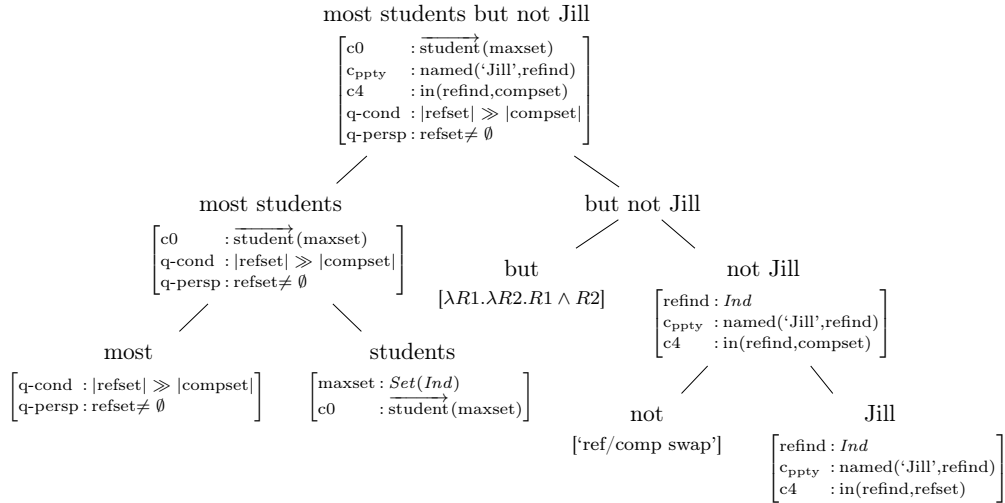 most students but not Jill
c0 : student(maxset)
c_ppty : named(‘Jill’,refind)
c4 : in(refind,compset)
q-cond : |refset| ≫ |compset|
q-persp : refset≠ ∅
most students
c0 : student(maxset)
q-cond : |refset| ≫ |compset|
q-persp : refset≠ ∅
but not Jill
but
[λR1.λR2.R1 ∧ R2]
not Jill
refind : Ind
c_ppty : named(‘Jill’,refind)
c4 : in(refind,compset)
most
q-cond : |refset| ≫ |compset|
q-persp : refset≠ ∅
students
maxset : Set(Ind)
c0 : student(maxset)
not
[‘ref/comp swap’]
Jill
refind : Ind
c_ppty : named(‘Jill’,refind)
c4 : in(refind,refset)